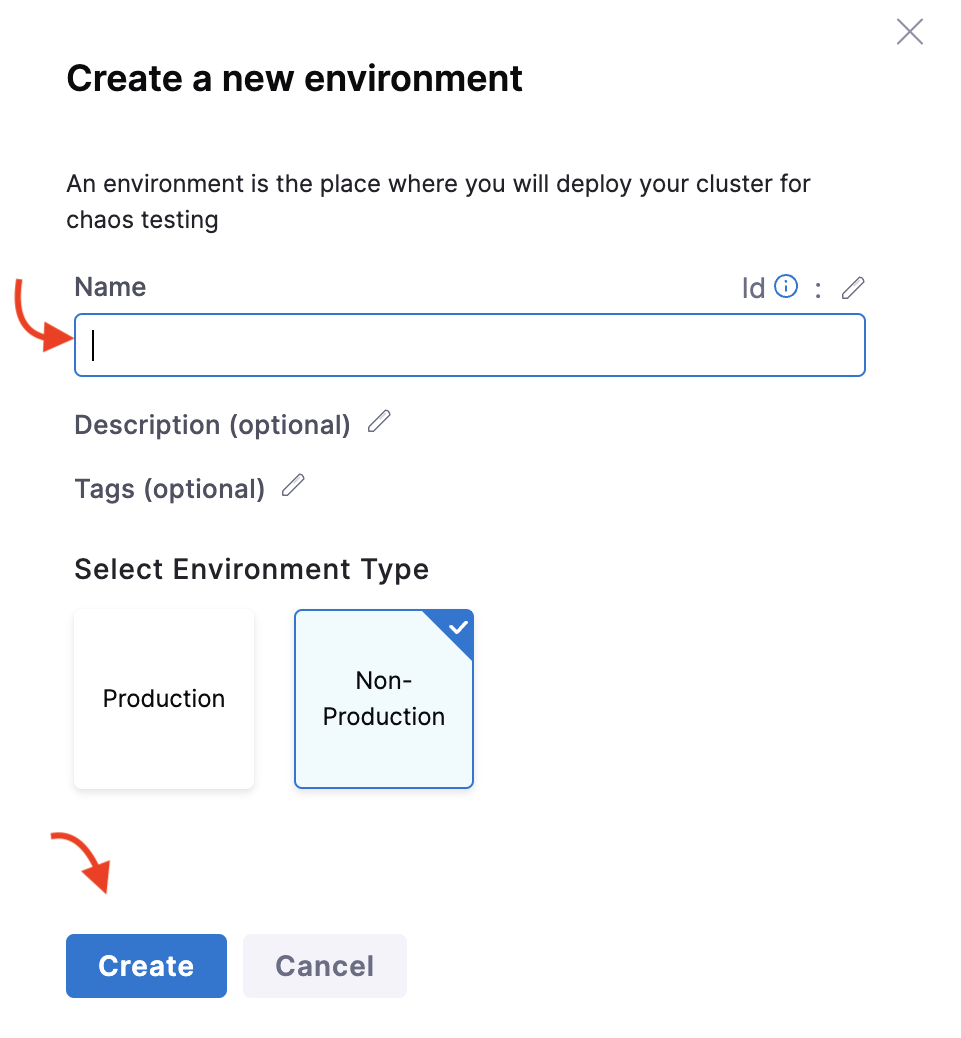 Create a new environment
An environment is the place where you will deploy your cluster for
chaos testing
Name
Id :
Description (optional)
Tags (optional)
Select Environment Type
Production
Non-
Production
Create
Cancel